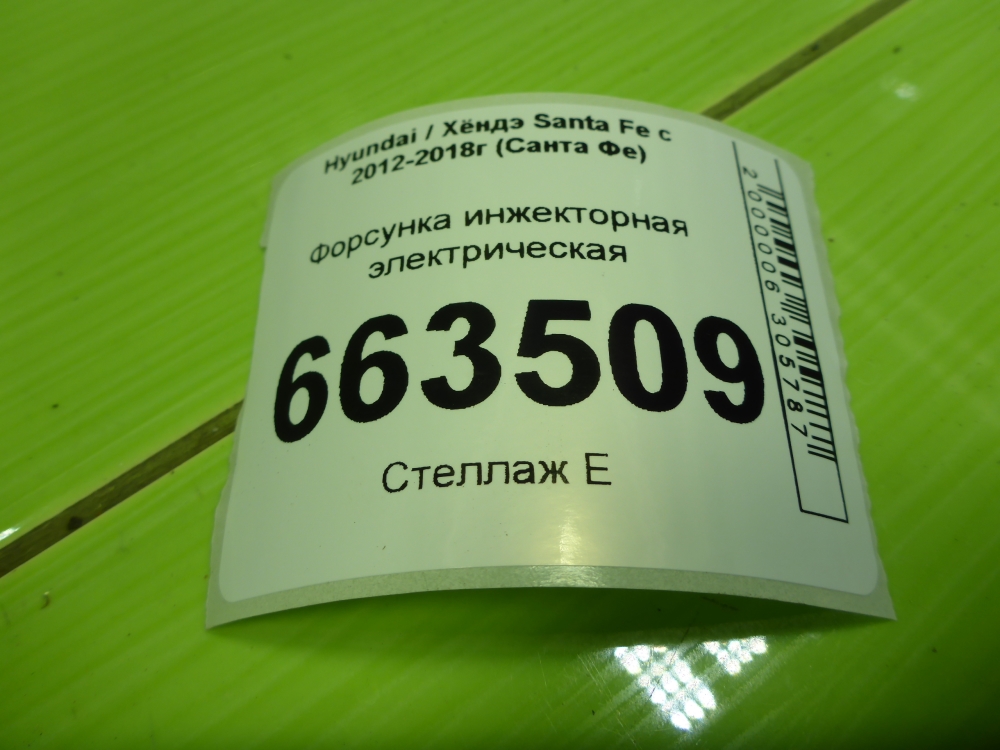 Hyundai / Хёндэ Santa Fe с
2012-2018г (Санта Фе)
Форсунка инжекторная
электрическая
663509
Стеллаж Е
2000006305787